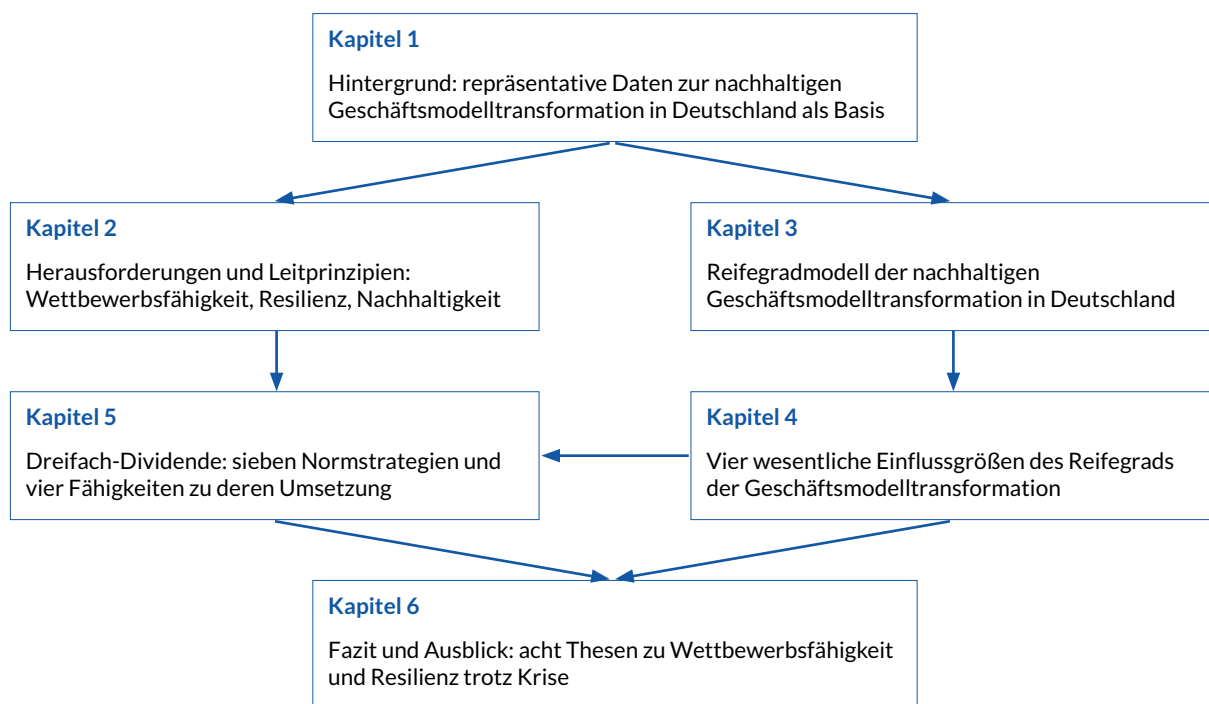 Kapitel 1
Hintergrund: repräsentative Daten zur nachhaltigen
Geschäftsmodelltransformation in Deutschland als Basis
Kapitel 2
Herausforderungen und Leitprinzipien:
Wettbewerbsfähigkeit, Resilienz, Nachhaltigkeit
Kapitel 3
Reifegradmodell der nachhaltigen
Geschäftsmodelltransformation in Deutschland
Kapitel 5
Dreifach-Dividende: sieben Normstrategien und
vier Fähigkeiten zu deren Umsetzung
Kapitel 4
Vier wesentliche Einflussgrößen des Reifegrads
der Geschäftsmodelltransformation
Kapitel 6
Fazit und Ausblick: acht Thesen zu Wettbewerbsfähigkeit
und Resilienz trotz Krise